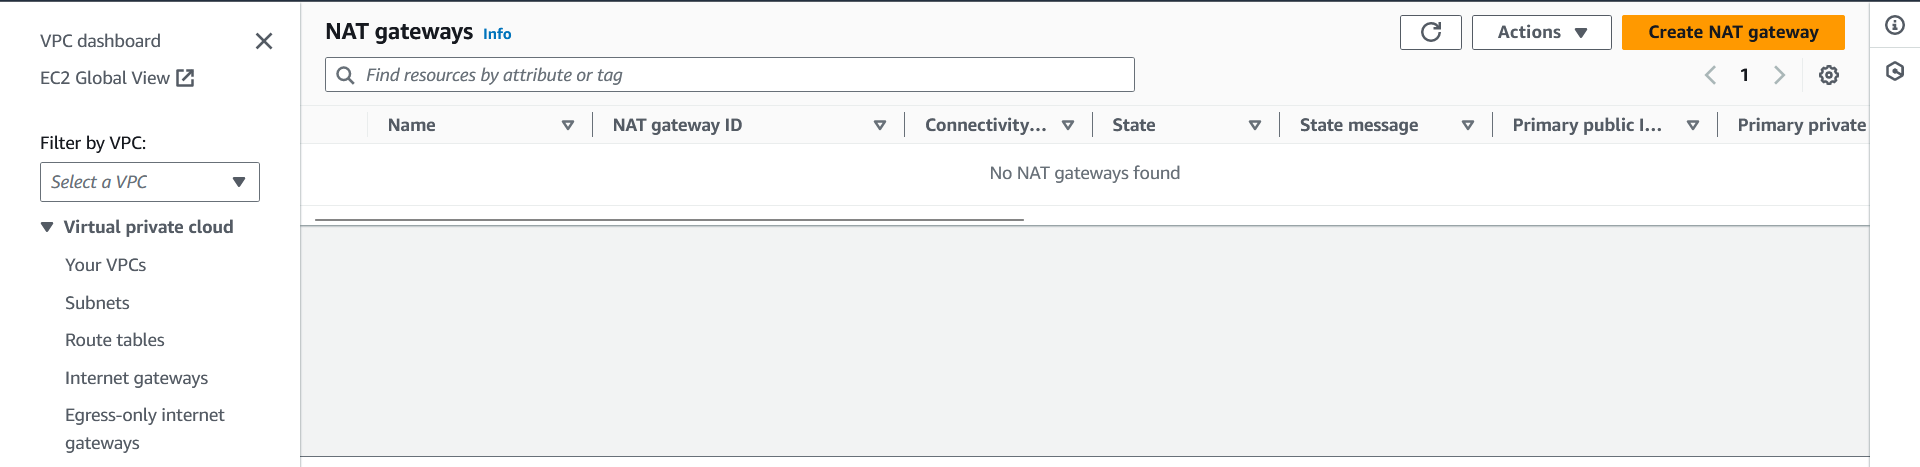 VPC dashboard
EC2 Global View
Filter by VPC:
Select a VPC
Virtual private cloud
Your VPCs
Subnets
Route tables
Internet gateways
Egress-only internet
gateways
NAT gateways Info
Actions
Create NAT gateway
Find resources by attribute or tag
1
Name NAT gateway ID Connectivity... State State message Primary public I... Primary private
No NAT gateways found